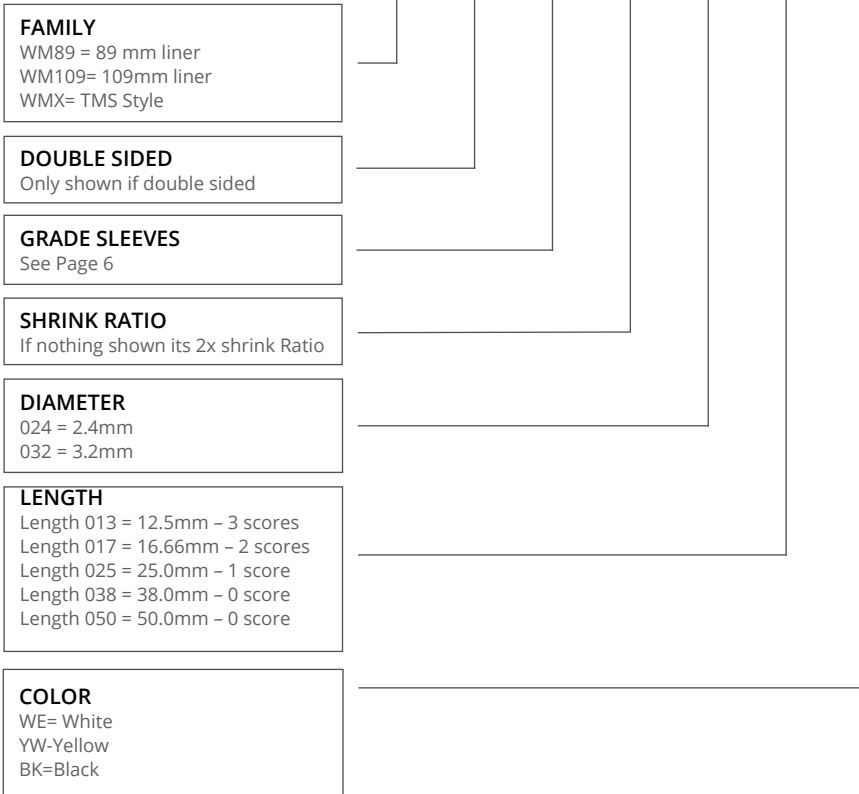 FAMILY
WM89 = 89 mm liner
WM109= 109mm liner
WMX= TMS Style
DOUBLE SIDED
Only shown if double sided
GRADE SLEEVES
See Page 6
SHRINK RATIO
If nothing shown its 2x shrink Ratio
DIAMETER
024 = 2.4mm
032 = 3.2mm
LENGTH
Length 013 = 12.5mm – 3 scores
Length 017 = 16.66mm – 2 scores
Length 025 = 25.0mm – 1 score
Length 038 = 38.0mm – 0 score
Length 050 = 50.0mm – 0 score
COLOR
WE= White
YW-Yellow
BK=Black